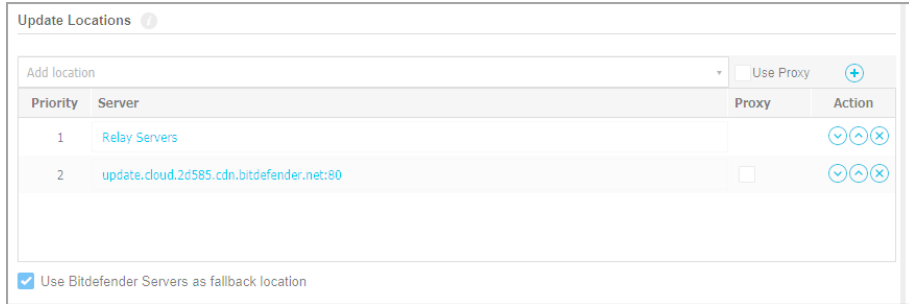 Update Locations
Add location Use Proxy
Priority Server Proxy Action
1 Relay Servers
2 update.cloud.2d585.cdn.bitdefender.net:80
Use Bitdefender Servers as fallback location